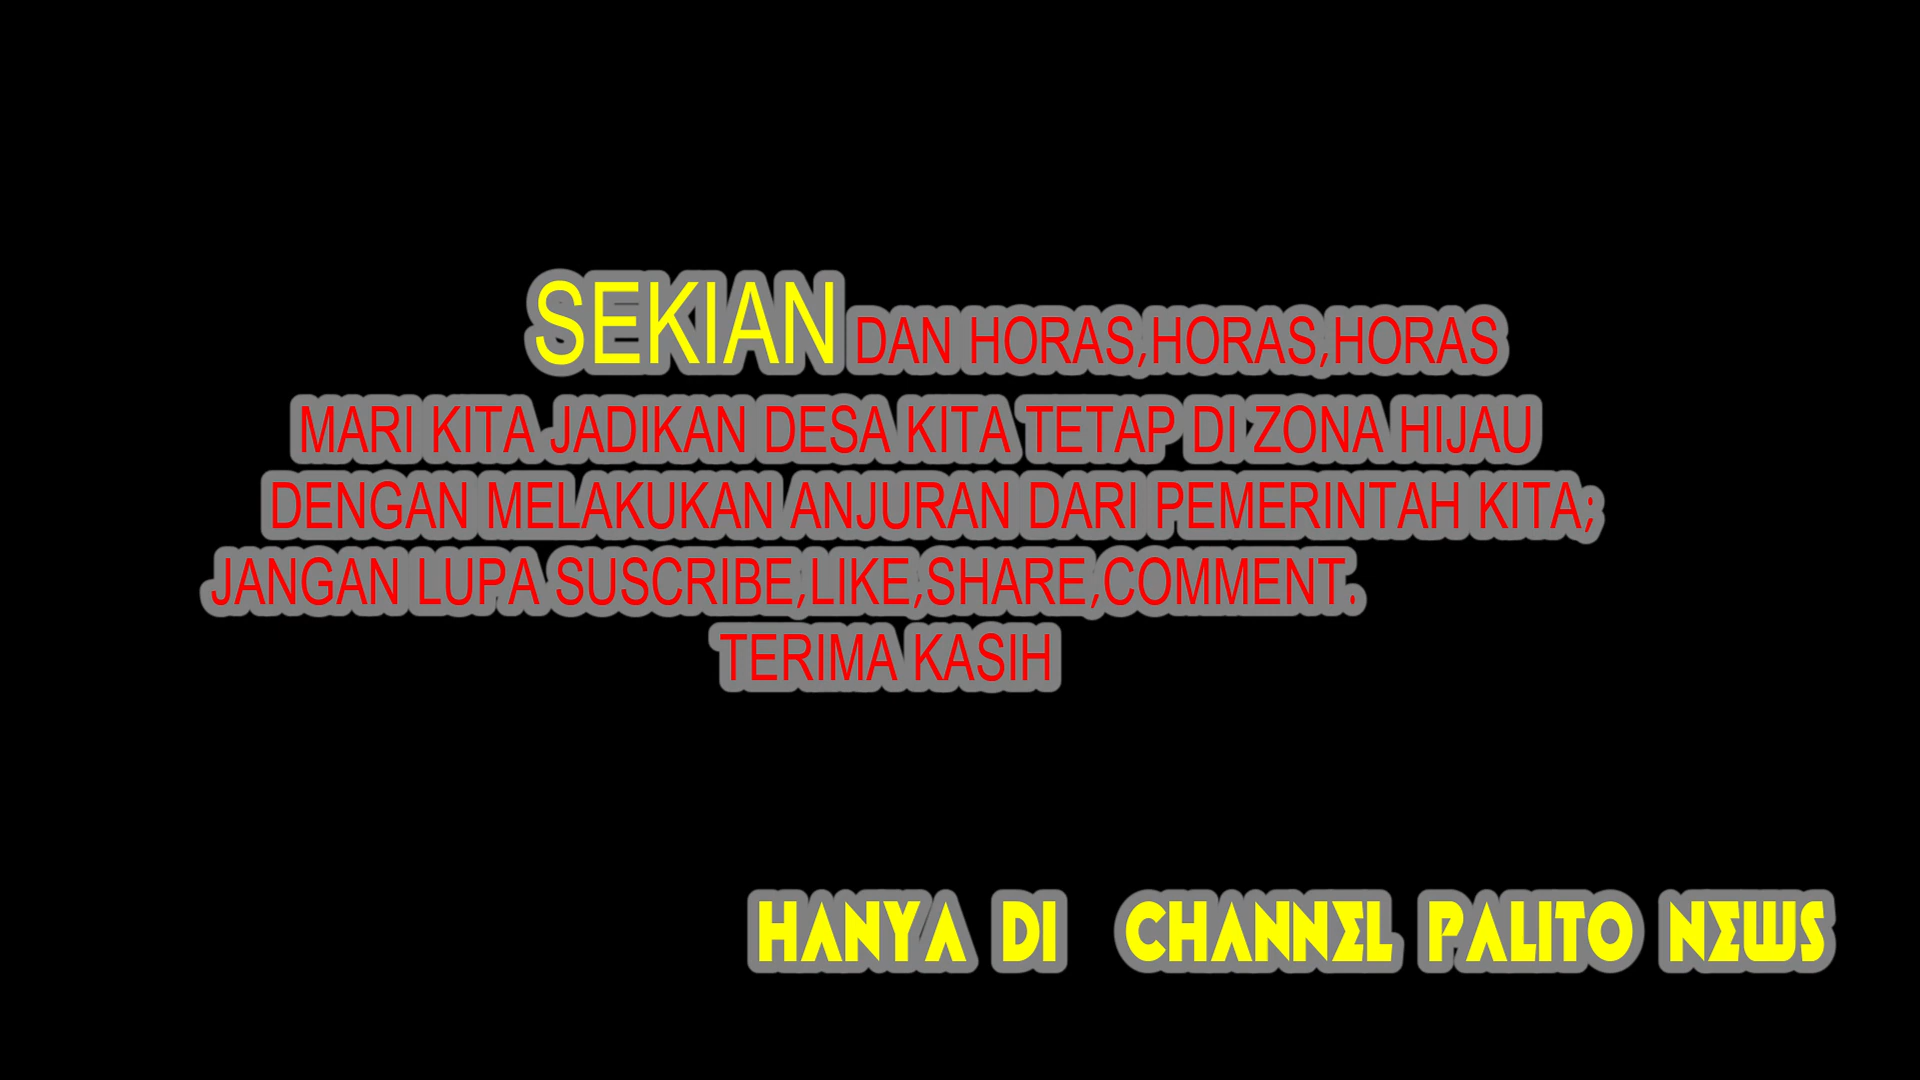 SEKIAN DAN HORAS,HORAS,HORAS
MARI KITA JADIKAN DESA KITA TETAP DI ZONA HIJAU
DENGAN MELAKUKAN ANJURAN DARI PEMERINTAH KITA;
JANGAN LUPA SUSCRIBE,LIKE,SHARE,COMMENT.
TERIMA KASIH
HANYA DI CHANNEL PALITO NEWS